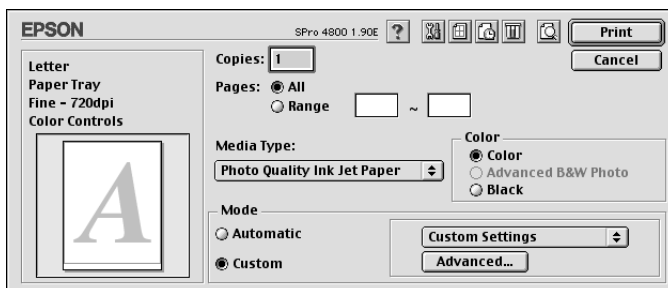 EPSON
SPro 4800 1.90E ? Print
Cancel
Letter
Paper Tray
Fine - 720dpi
Color Controls
A
Copies: 1
Pages: All
Range ~
Media Type:
Photo Quality Ink Jet Paper
Color
Color
Advanced B&W Photo
Black
Mode
Automatic
Custom
Custom Settings
Advanced...